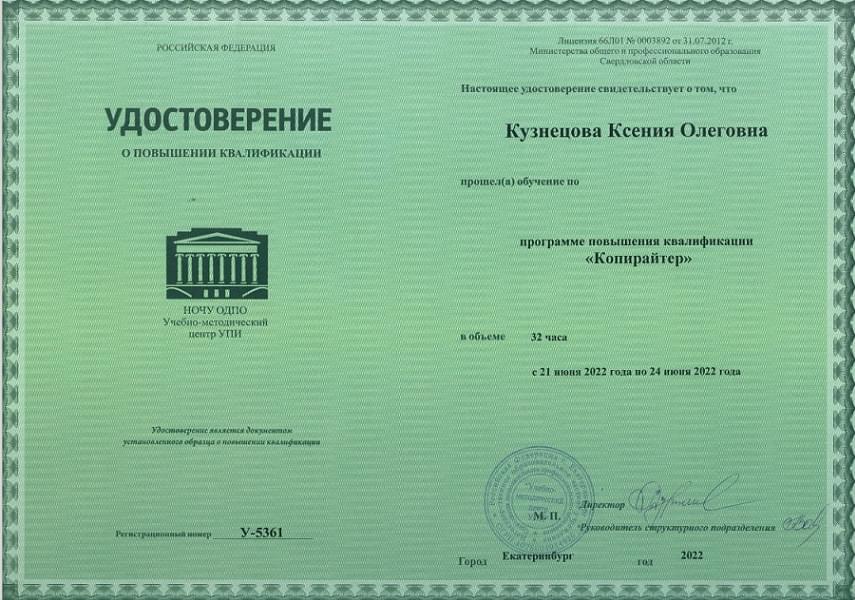 РОССИЙСКАЯ ФЕДЕРАЦИЯ
УДОСТОВЕРЕНИЕ
О ПОВЫШЕНИИ КВАЛИФИКАЦИИ
НОЧУ ОДПО
Учебно-методический
центр УПИ
Удостоверение является документом
установленного образца о повышении квалификации
Регистрационный номер У-5361
Лицензия 66Л01 № 0003892 от 31.07.2012 г.
Министерства общего и профессионального образования
Свердловской области
Настоящее удостоверение свидетельствует о том, что
Кузнецова Ксения Олеговна
прошел(а) обучение по
программе повышения квалификации
«Копирайтер»
в объеме 32 часа
с 21 июня 2022 года по 24 июня 2022 года
"Учебно-
методический
центр
М. П.
Директор
Руководитель структурного подразделения
Город Екатеринбург год 2022